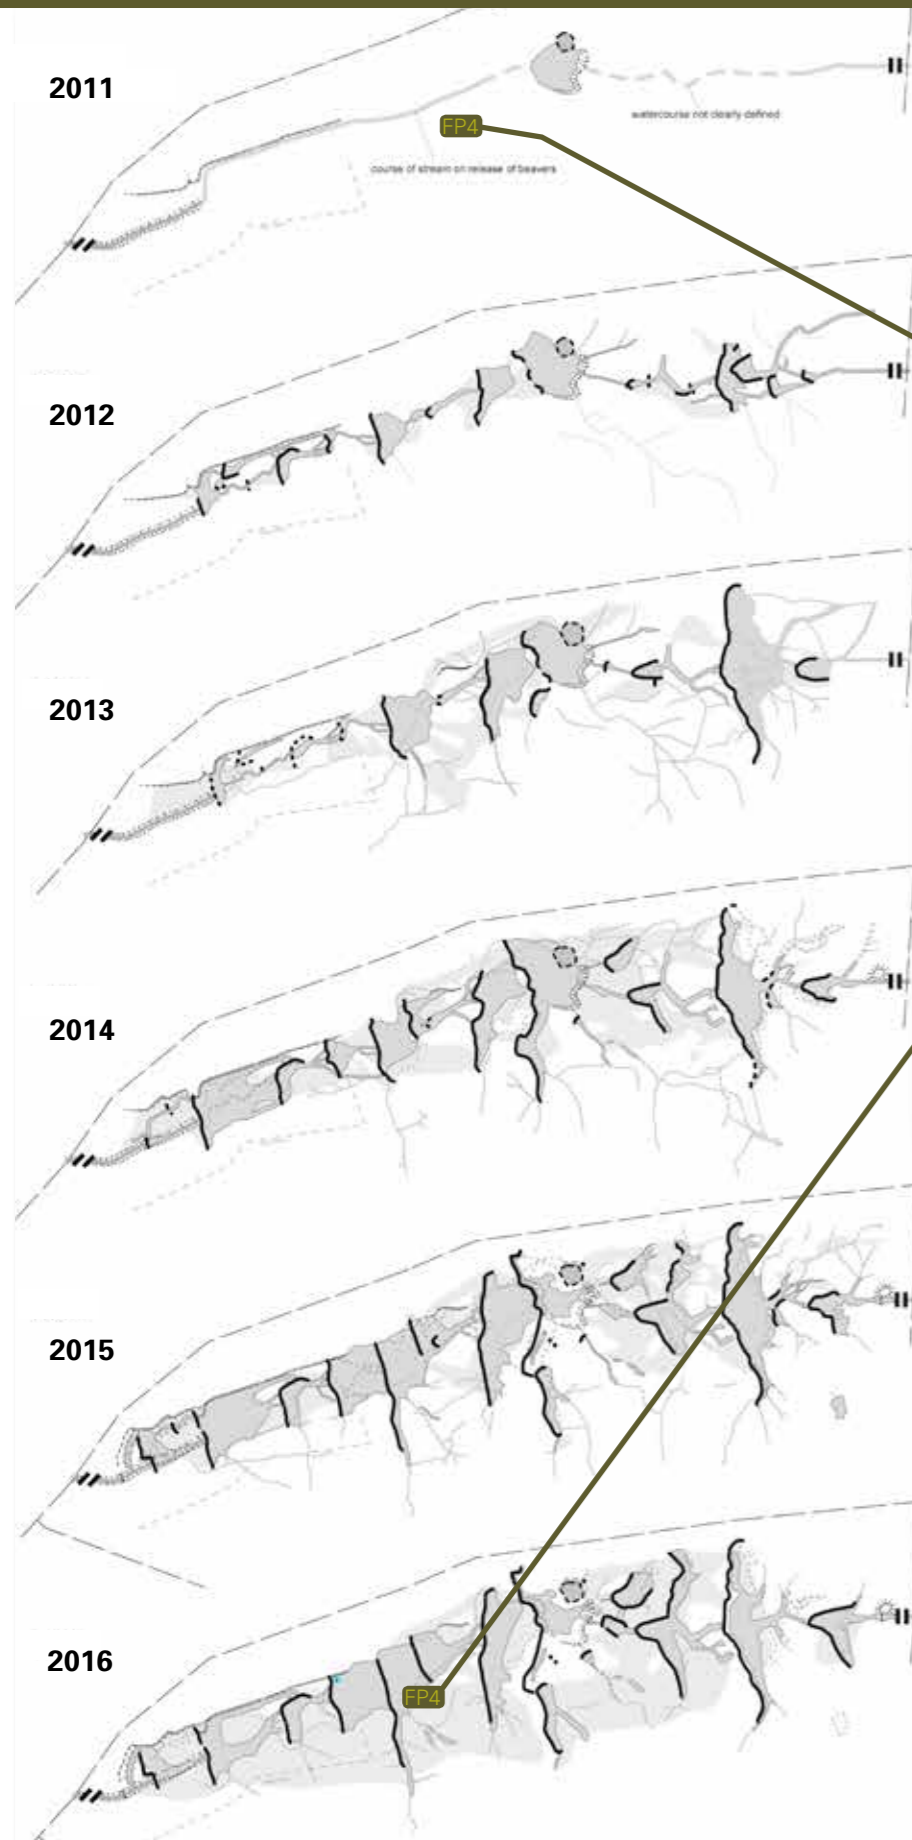 2011
watercourse not clearly defined
FP4
course of stream on release of beavers
2012
2013
2014
2015
2016
FP4